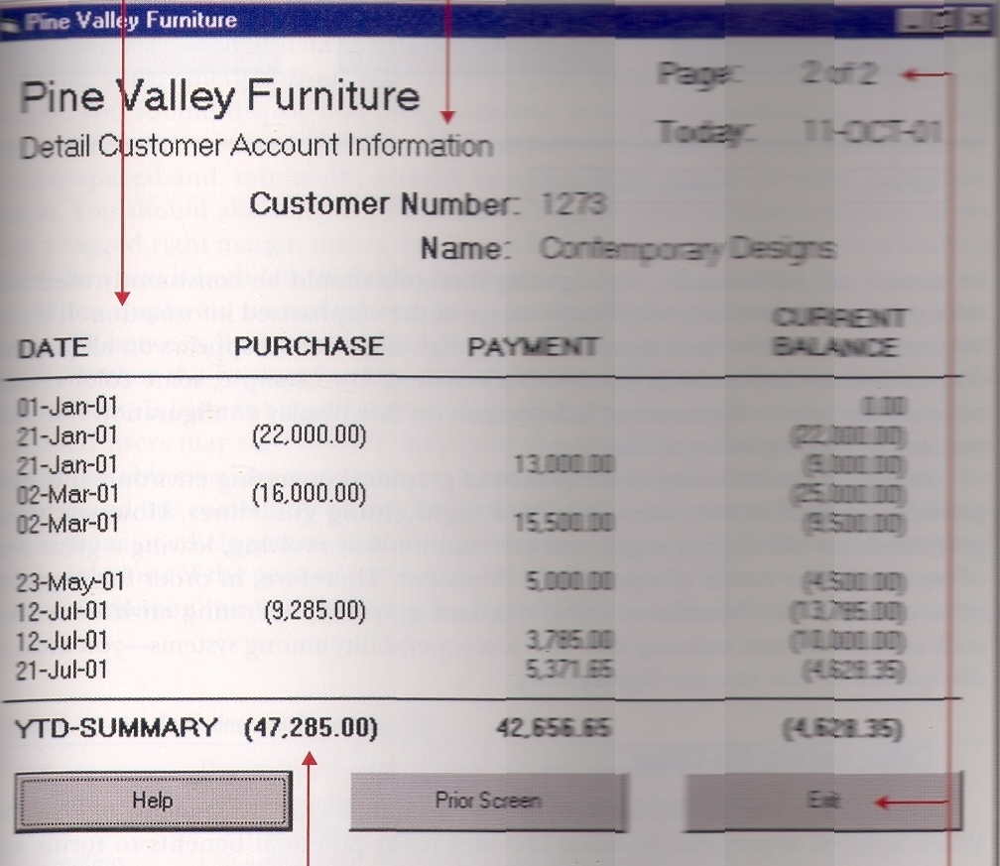 Pine Valley Furniture
Pine Valley Furniture
Page: 2 of 2
Detail Customer Account Information
Today: 11-OCT-01
Customer Number: 1273
Name: Contemporary Designs
DATE PURCHASE PAYMENT CURRENT BALANCE
01-Jan-01 0.00
21-Jan-01 (22,000.00) (22,000.00)
21-Jan-01 13,000.00 (9,000.00)
02-Mar-01 (16,000.00) (25,000.00)
02-Mar-01 15,500.00 (9,500.00)
23-May-01 5,000.00 (4,500.00)
12-Jul-01 (9,285.00) (13,785.00)
12-Jul-01 3,785.00 (10,000.00)
21-Jul-01 5,371.65 (4,628.35)
YTD-SUMMARY (47,285.00) 42,656.65 (4,628.35)
Help Prior Screen Exit